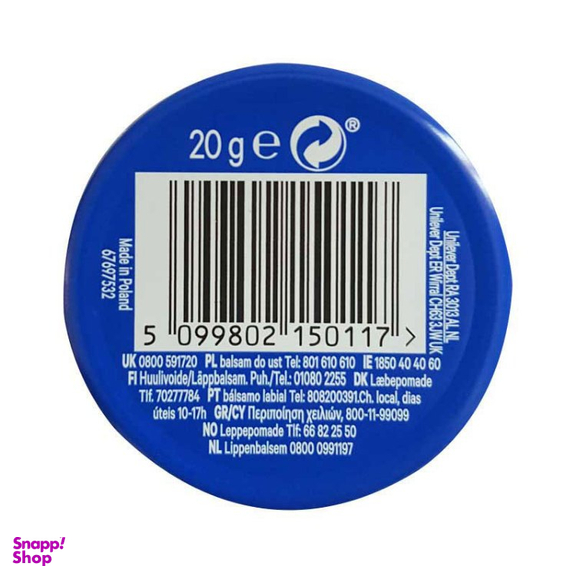 20 g ℮ ®
Unilever Dept RA 3013 AL NL
Unilever Dept ER Wirral CH63 3JW UK
Made in Poland
67697532
5 099802 150117 >
UK 0800 591720 PL balsam do ust Tel: 801 610 610 IE 1850 40 40 60
FI Huulivoide/Läppbalsam. Puh./Tel.: 01080 2255 DK Læbepomade
Tlf. 70277784 PT bálsamo labial Tel: 808200391.Ch. local, dias
úteis 10-17h GR/CY Περιποίηση χειλιών, 800-11-99099
NO Leppepomade Tlf: 66 82 25 50
NL Lippenbalsem 0800 0991197
Snapp!
Shop